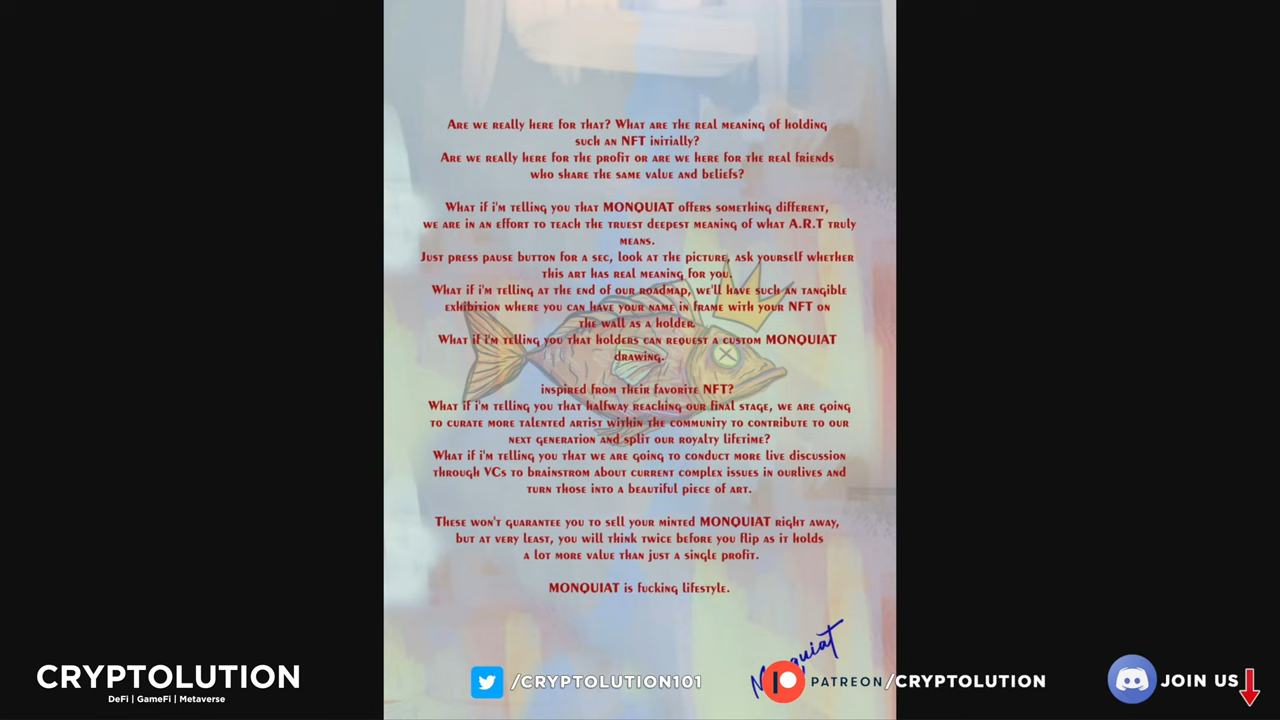 Are we really here for that? What are the real meaning of holding
such an NFT initially?
Are we really here for the profit or are we here for the real friends
who share the same value and beliefs?
What if i'm telling you that MONQUIAT offers something different,
we are in an effort to teach the truest deepest meaning of what A.R.T truly
means.
Just press pause button for a sec, look at the picture, ask yourself whether
this art has real meaning for you.
What if i'm telling at the end of our roadmap, we'll have such an tangible
exhibition where you can have your name in frame with your NFT on
the wall as a holder.
What if i'm telling you that holders can request a custom MONQUIAT
drawing.
inspired from their favorite NFT?
What if i'm telling you that halfway reaching our final stage, we are going
to curate more talented artist within the community to contribute to our
next generation and split our royalty lifetime?
What if i'm telling you that we are going to conduct more live discussion
through VCs to brainstrom about current complex issues in ourlives and
turn those into a beautiful piece of art.
These won't guarantee you to sell your minted MONQUIAT right away,
but at very least, you will think twice before you flip as it holds
a lot more value than just a single profit.
MONQUIAT is fucking lifestyle.
CRYPTOLUTION
DeFi | GameFi | Metaverse
/CRYPTOLUTION101
PATREON/CRYPTOLUTION
JOIN US